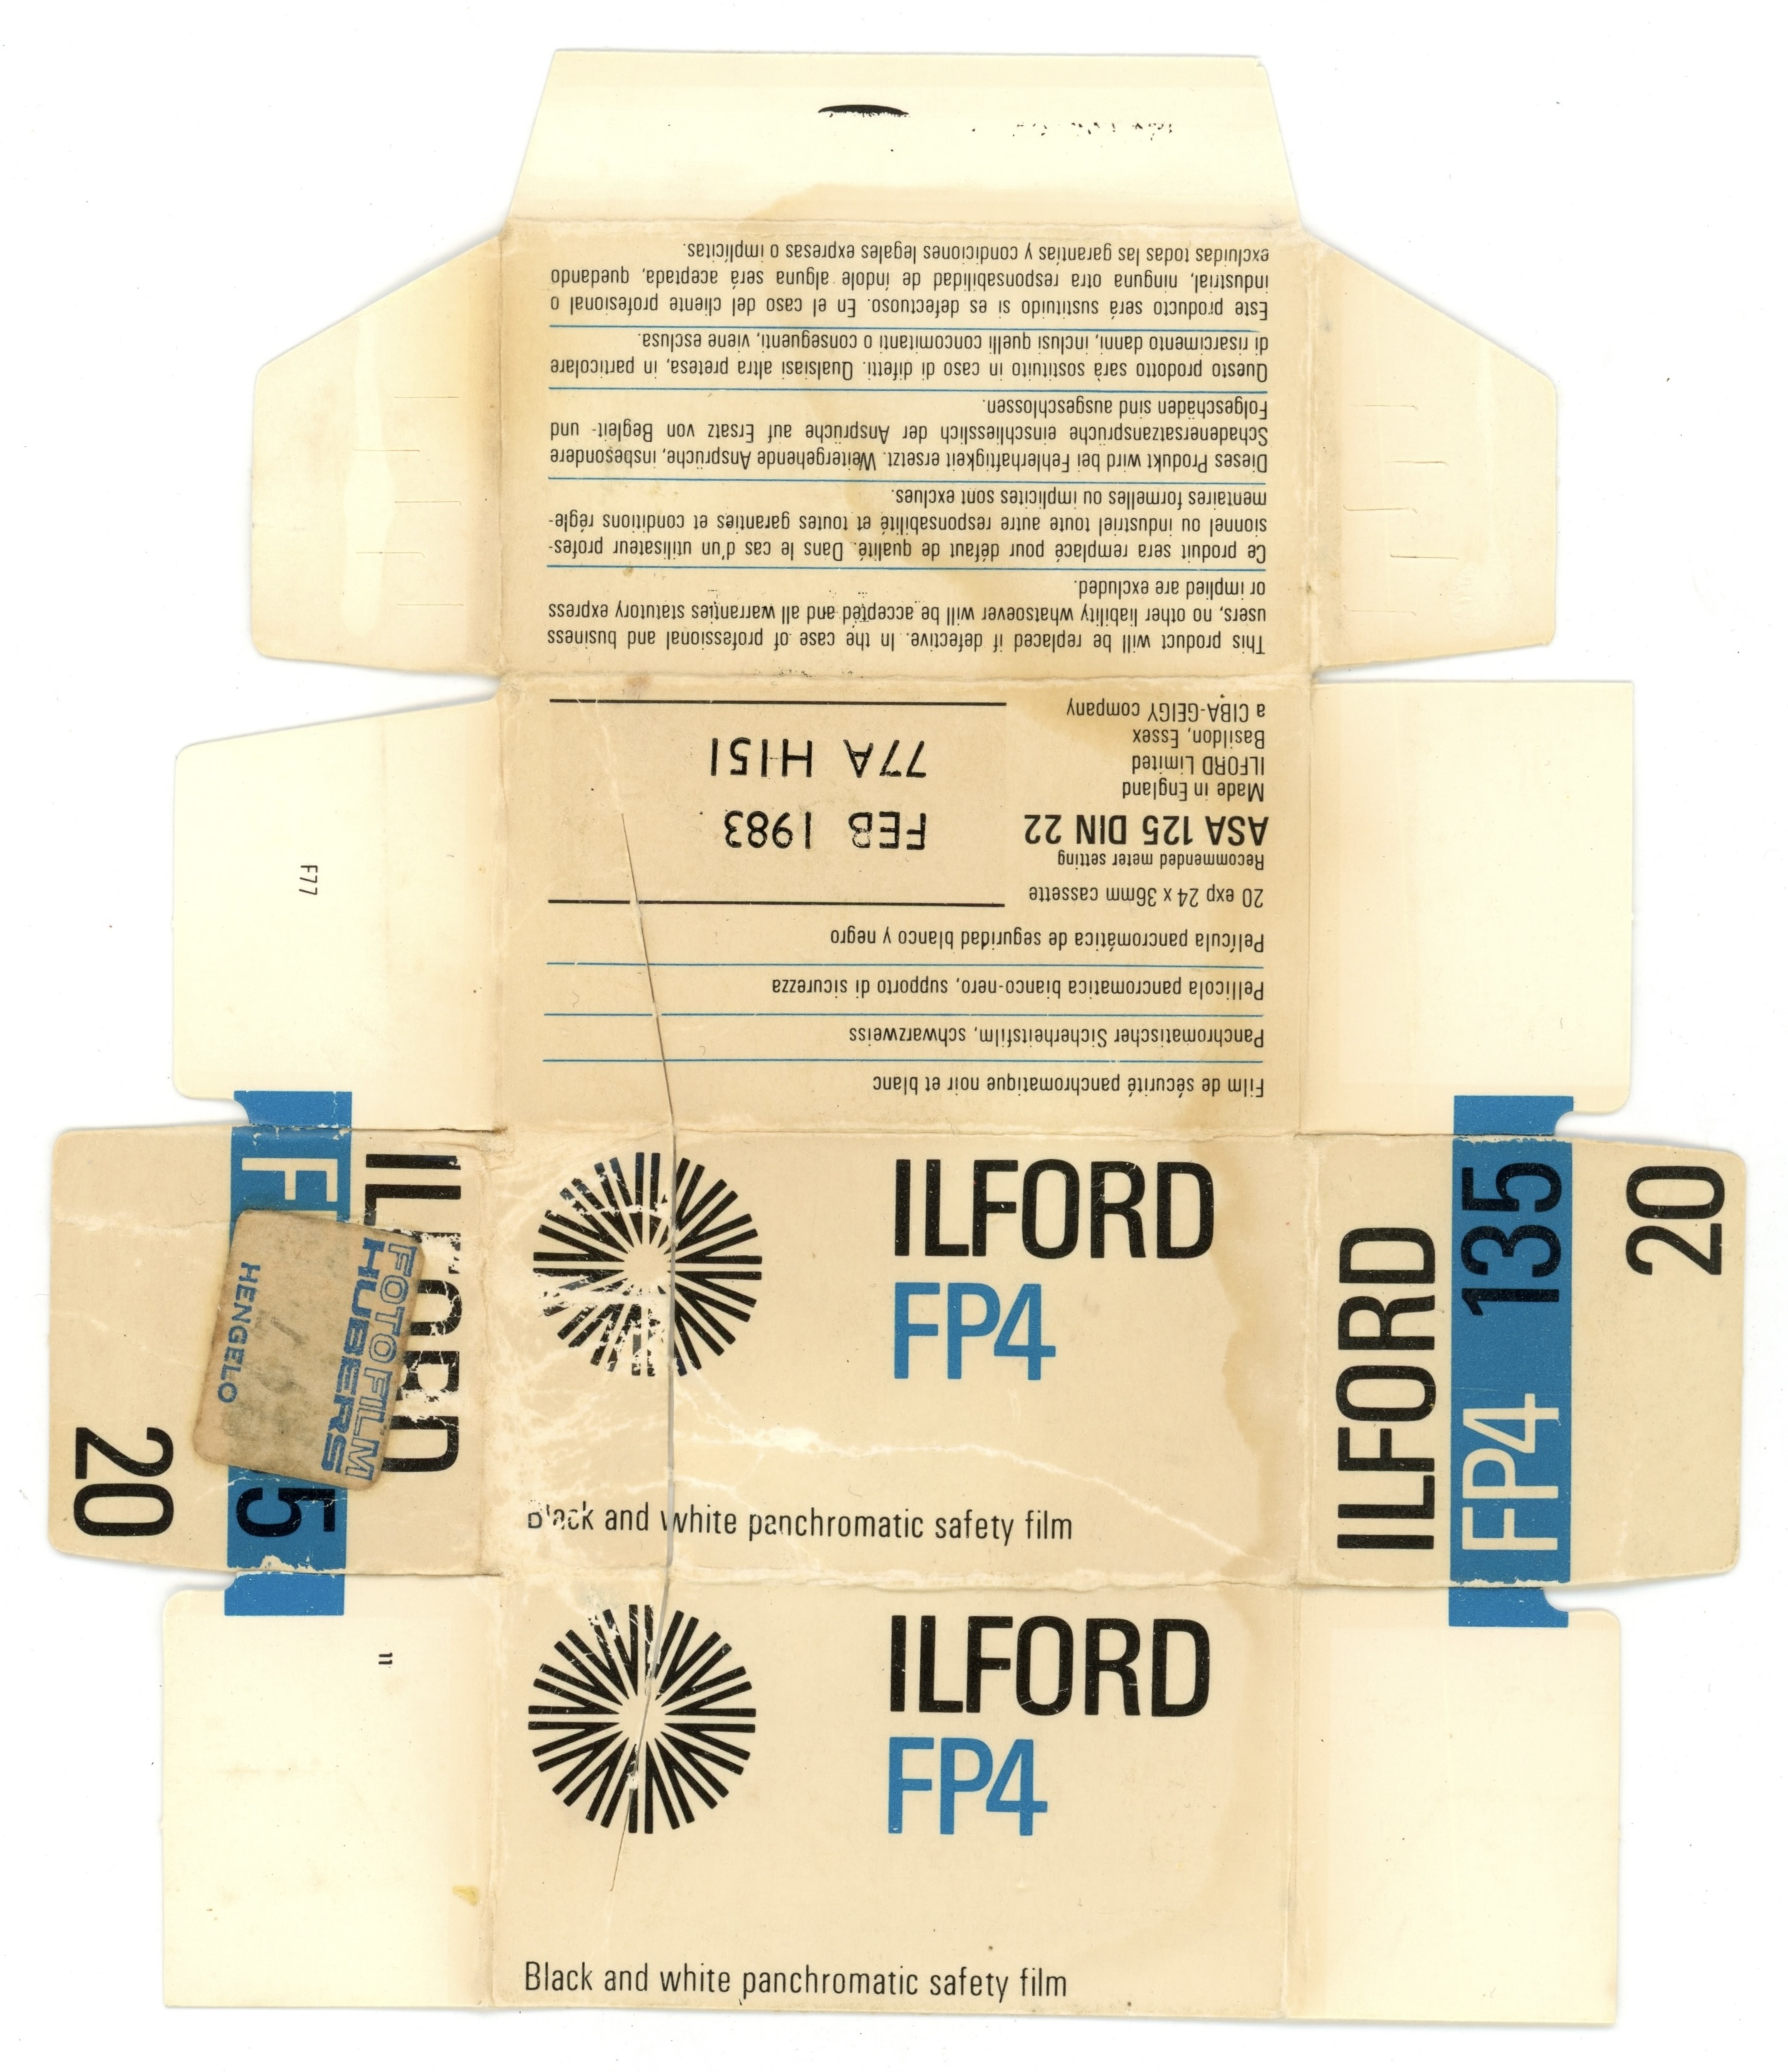 excluidas todas las garantías y condiciones legales expresas o implícitas.
industrial, ninguna otra responsabilidad de índole alguna será aceptada, quedando
Este producto será sustituido si es defectuoso. En el caso del cliente profesional o
di risarcimento danni, inclusi quelli concomitanti o conseguenti, viene esclusa.
Questo prodotto sarà sostituito in caso di difetti. Qualsiasi altra pretesa, in particolare
Folgeschäden sind ausgeschlossen.
Schadenersatzansprüche einschliesslich der Ansprüche auf Ersatz von Begleit- und
Dieses Produkt wird bei Fehlerhaftigkeit ersetzt. Weitergehende Ansprüche, insbesondere
mentaires formelles ou implicites sont exclues.
sionnel ou industriel toute autre responsabilité et toutes garanties et conditions régle-
Ce produit sera remplacé pour défaut de qualité. Dans le cas d'un utilisateur profes-
or implied are excluded.
users, no other liability whatsoever will be accepted and all warranties statutory express
This product will be replaced if defective. In the case of professional and business
a CIBA-GEIGY company
Basildon, Essex
ILFORD Limited
Made in England
77A H151
ASA 125 DIN 22
FEB 1983
Recommended meter setting
20 exp 24 x 36mm cassette
Película pancromática de seguridad blanco y negro
Pellicola pancromatica bianco-nero, supporto di sicurezza
Panchromatischer Sicherheitsfilm, schwarzweiss
Film de sécurité panchromatique noir et blanc
F77
ILFORD
FP4
Black and white panchromatic safety film
ILFORD
FP4
Black and white panchromatic safety film
ILFORD
FP4 135
20
ILFORD
F 5
20
FOTOFILM
HUBERS
HENGELO
11